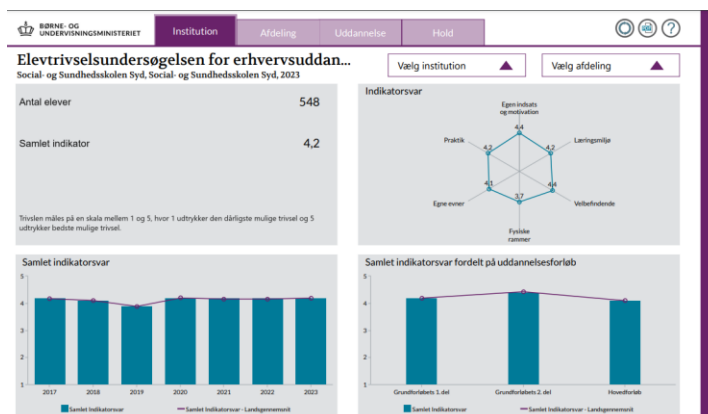 BØRNE- OG
UNDERVISNINGSMINISTERIET
Institution
Afdeling
Uddannelse
Hold
Elevtrivselsundersøgelsen for erhvervsuddan...
Social- og Sundhedsskolen Syd, Social- og Sundhedsskolen Syd, 2023
Vælg institution
Vælg afdeling
Antal elever 548
Samlet indikator 4,2
Trivslen måles på en skala mellem 1 og 5, hvor 1 udtrykker den dårligste mulige trivsel og 5
udtrykker bedste mulige trivsel.
Indikatorsvar
Egen indsats
og motivation
4,4
Praktik 4,2 4,2 Læringsmiljø
Egne evner 4,1 4,4 Velbefindende
3,7
Fysiske
rammer
Samlet indikatorsvar
5
4
3
2
1
2017 2018 2019 2020 2021 2022 2023
Samlet Indikatorsvar Samlet Indikatorsvar - Landsgennemsnit
Samlet indikatorsvar fordelt på uddannelsesforløb
5
4
3
2
1
Grundforløbets 1. del Grundforløbets 2. del Hovedforløb
Samlet Indikatorsvar Samlet Indikatorsvar - Landsgennemsnit